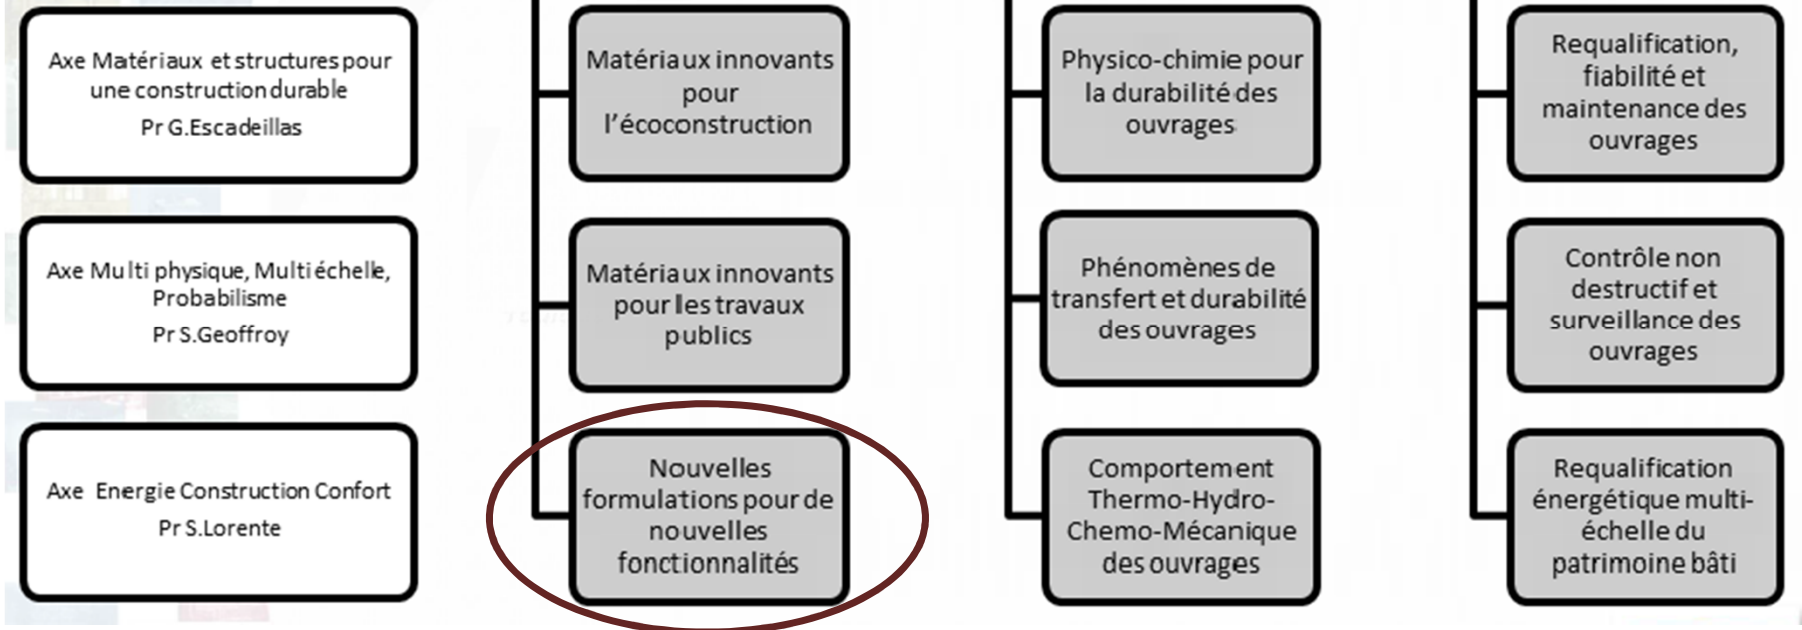 Axe Matériaux et structures pour
une construction durable
Pr G.Escadeillas
Matériaux innovants
pour
l'écoconstruction
Physico-chimie pour
la durabilité des
ouvrages
Requalification,
fiabilité et
maintenance des
ouvrages
Axe Multi physique, Multi échelle,
Probabilisme
Pr S.Geoffroy
Matériaux innovants
pour les travaux
publics
Phénomènes de
transfert et durabilité
des ouvrages
Contrôle non
destructif et
surveillance des
ouvrages
Axe Energie Construction Confort
Pr S.Lorente
Nouvelles
formulations pour de
nouvelles
fonctionnalités
Comportement
Thermo-Hydro-
Chemo-Mécanique
des ouvrages
Requalification
énergétique multi-
échelle du
patrimoine bâti